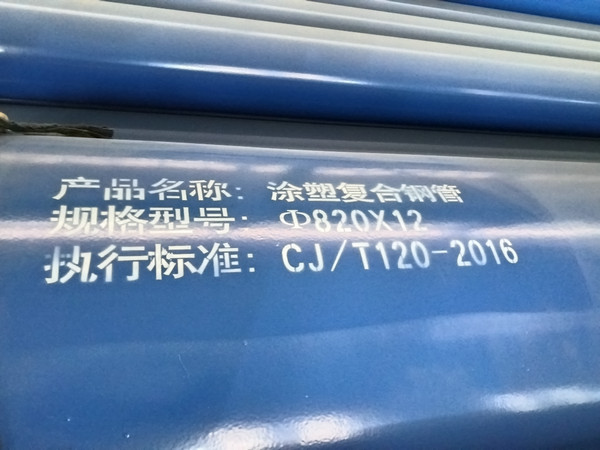 产品名称: 涂塑复合钢管
规格型号: Φ820X12
执行标准: CJ/T120-2016